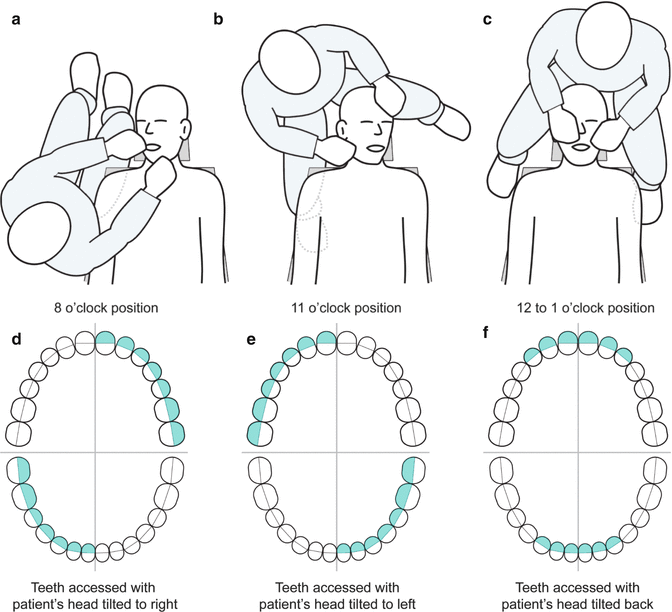 a
b
c
8 o’clock position
11 o’clock position
12 to 1 o’clock position
d
e
f
Teeth accessed with
patient’s head tilted to right
Teeth accessed with
patient’s head tilted to left
Teeth accessed with
patient’s head tilted back